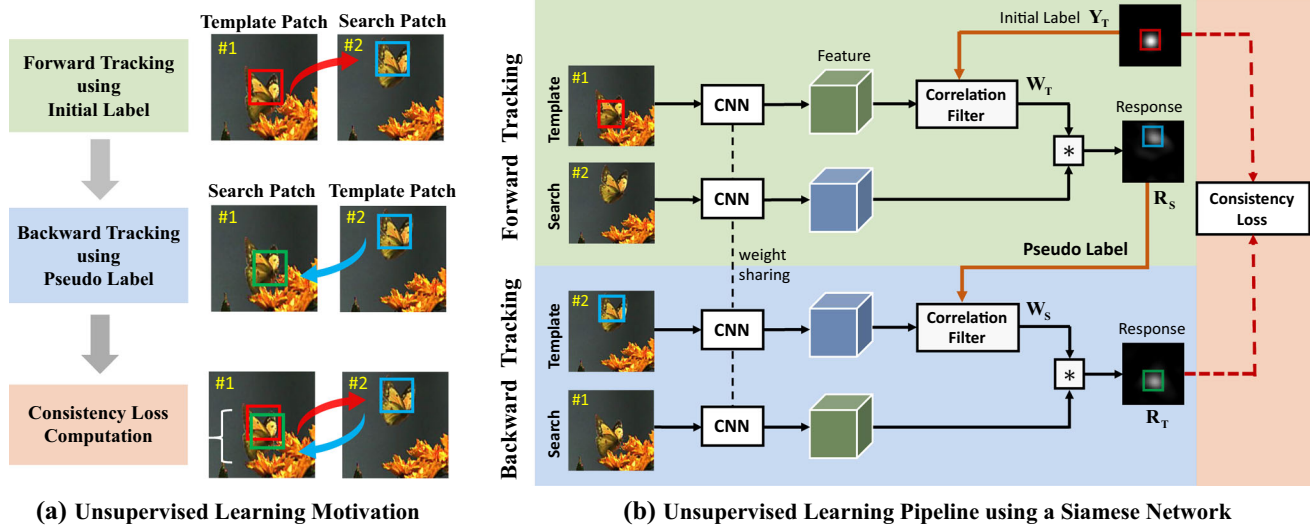 Template Patch
Search Patch
#1
#2
Forward Tracking
using
Initial Label
Search Patch
Template Patch
#1
#2
Backward Tracking
using
Pseudo Label
#1
#2
Consistency Loss
Computation
(a) Unsupervised Learning Motivation
Forward Tracking
Template
#1
CNN
Feature
Correlation
Filter
Initial Label Y_T
W_T
Response
*
R_S
Search
#2
CNN
Pseudo Label
weight
sharing
Consistency
Loss
Backward Tracking
Template
#2
CNN
Correlation
Filter
W_S
Response
*
R_T
Search
#1
CNN
(b) Unsupervised Learning Pipeline using a Siamese Network